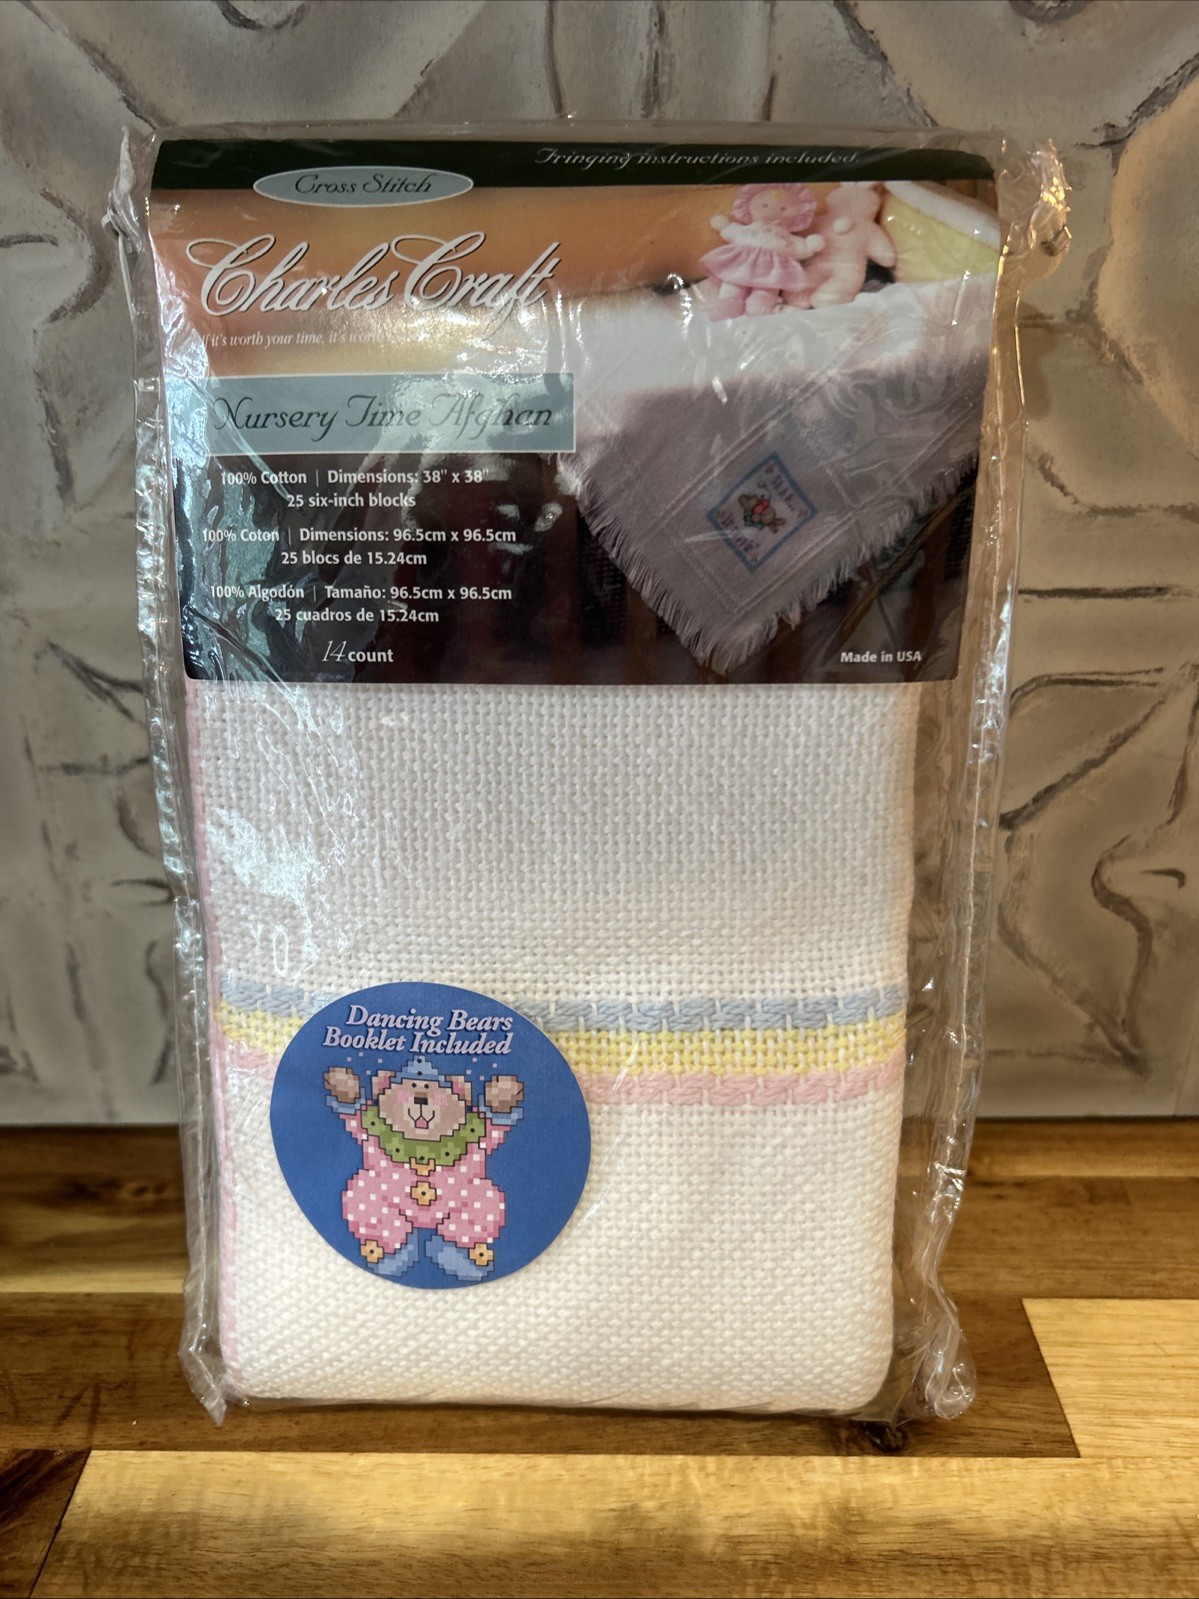 Fringing instructions included.
Cross Stitch
Charles Craft
If it's worth your time, it's worth
Nursery Time Afghan
100% Cotton | Dimensions: 38" x 38"
25 six-inch blocks
100% Coton | Dimensions: 96.5cm x 96.5cm
25 blocs de 15.24cm
100% Algodón | Tamaño: 96.5cm x 96.5cm
25 cuadros de 15.24cm
14 count
Made in USA
Dancing Bears
Booklet Included